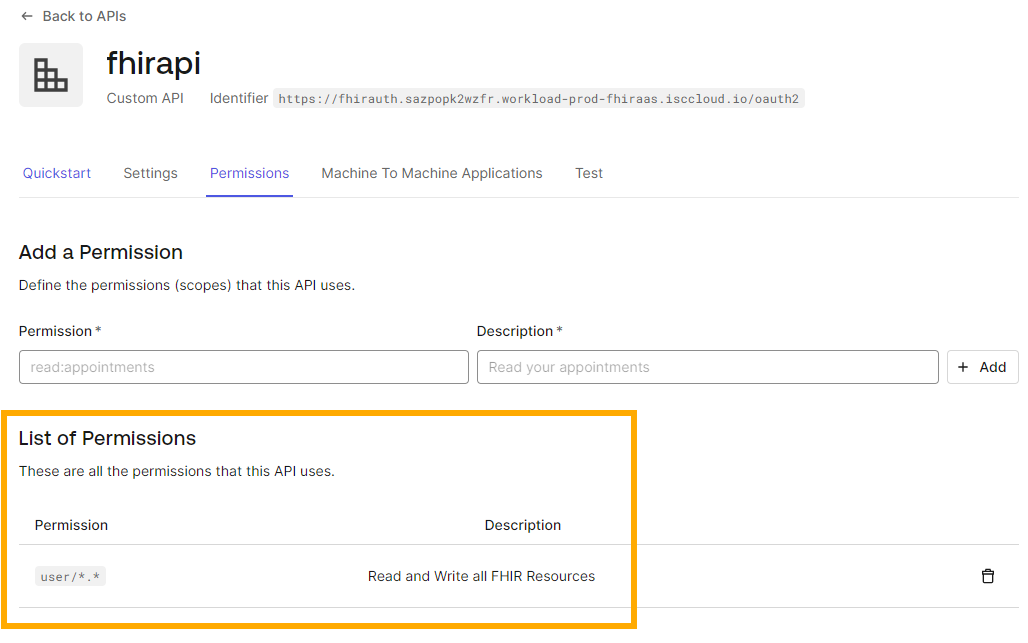 ← Back to APIs
fhirapi
Custom API Identifier https://fhirauth.sazpopk2wzfr.workload-prod-fhiraas.isccloud.io/oauth2
Quickstart Settings Permissions Machine To Machine Applications Test
Add a Permission
Define the permissions (scopes) that this API uses.
Permission* Description*
read:appointments Read your appointments + Add
List of Permissions
These are all the permissions that this API uses.
Permission Description
user/*.* Read and Write all FHIR Resources